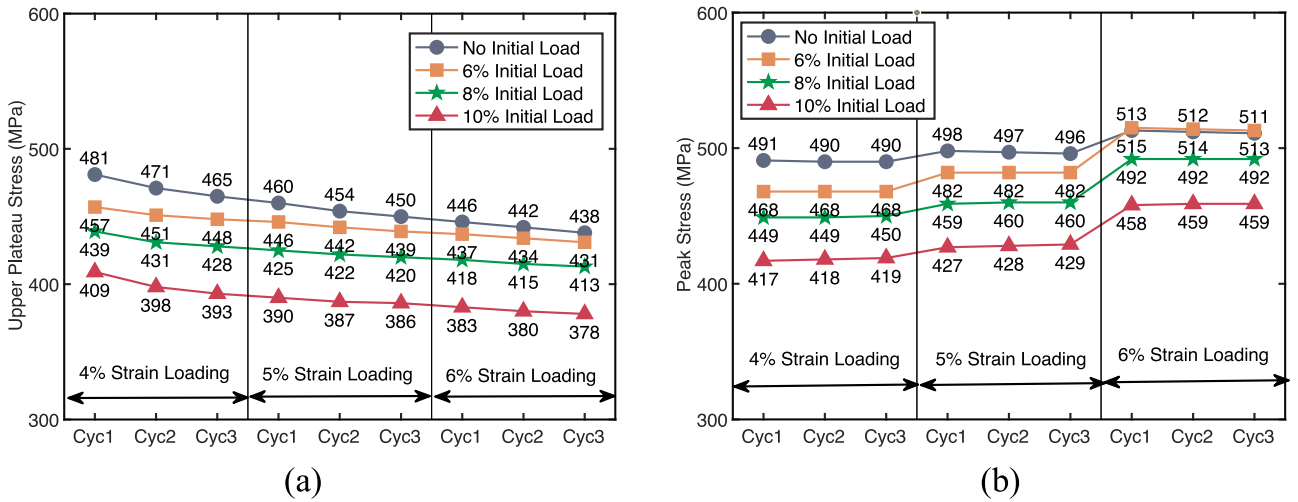 600
500
400
300
Upper Plateau Stress (MPa)
No Initial Load
6% Initial Load
8% Initial Load
10% Initial Load
481 471 465 460 454 450 446 442 438
457 451 448 446 442 439 437 434 431
439 431 428 425 422 420 418 415 413
409 398 393 390 387 386 383 380 378
4% Strain Loading 5% Strain Loading 6% Strain Loading
Cyc1 Cyc2 Cyc3 Cyc1 Cyc2 Cyc3 Cyc1 Cyc2 Cyc3
(a)
600
500
400
300
Peak Stress (MPa)
No Initial Load
6% Initial Load
8% Initial Load
10% Initial Load
491 490 490 498 497 496 513 512 511
468 468 468 482 482 482 515 514 513
449 449 450 459 460 460 492 492 492
417 418 419 427 428 429 458 459 459
4% Strain Loading 5% Strain Loading 6% Strain Loading
Cyc1 Cyc2 Cyc3 Cyc1 Cyc2 Cyc3 Cyc1 Cyc2 Cyc3
(b)